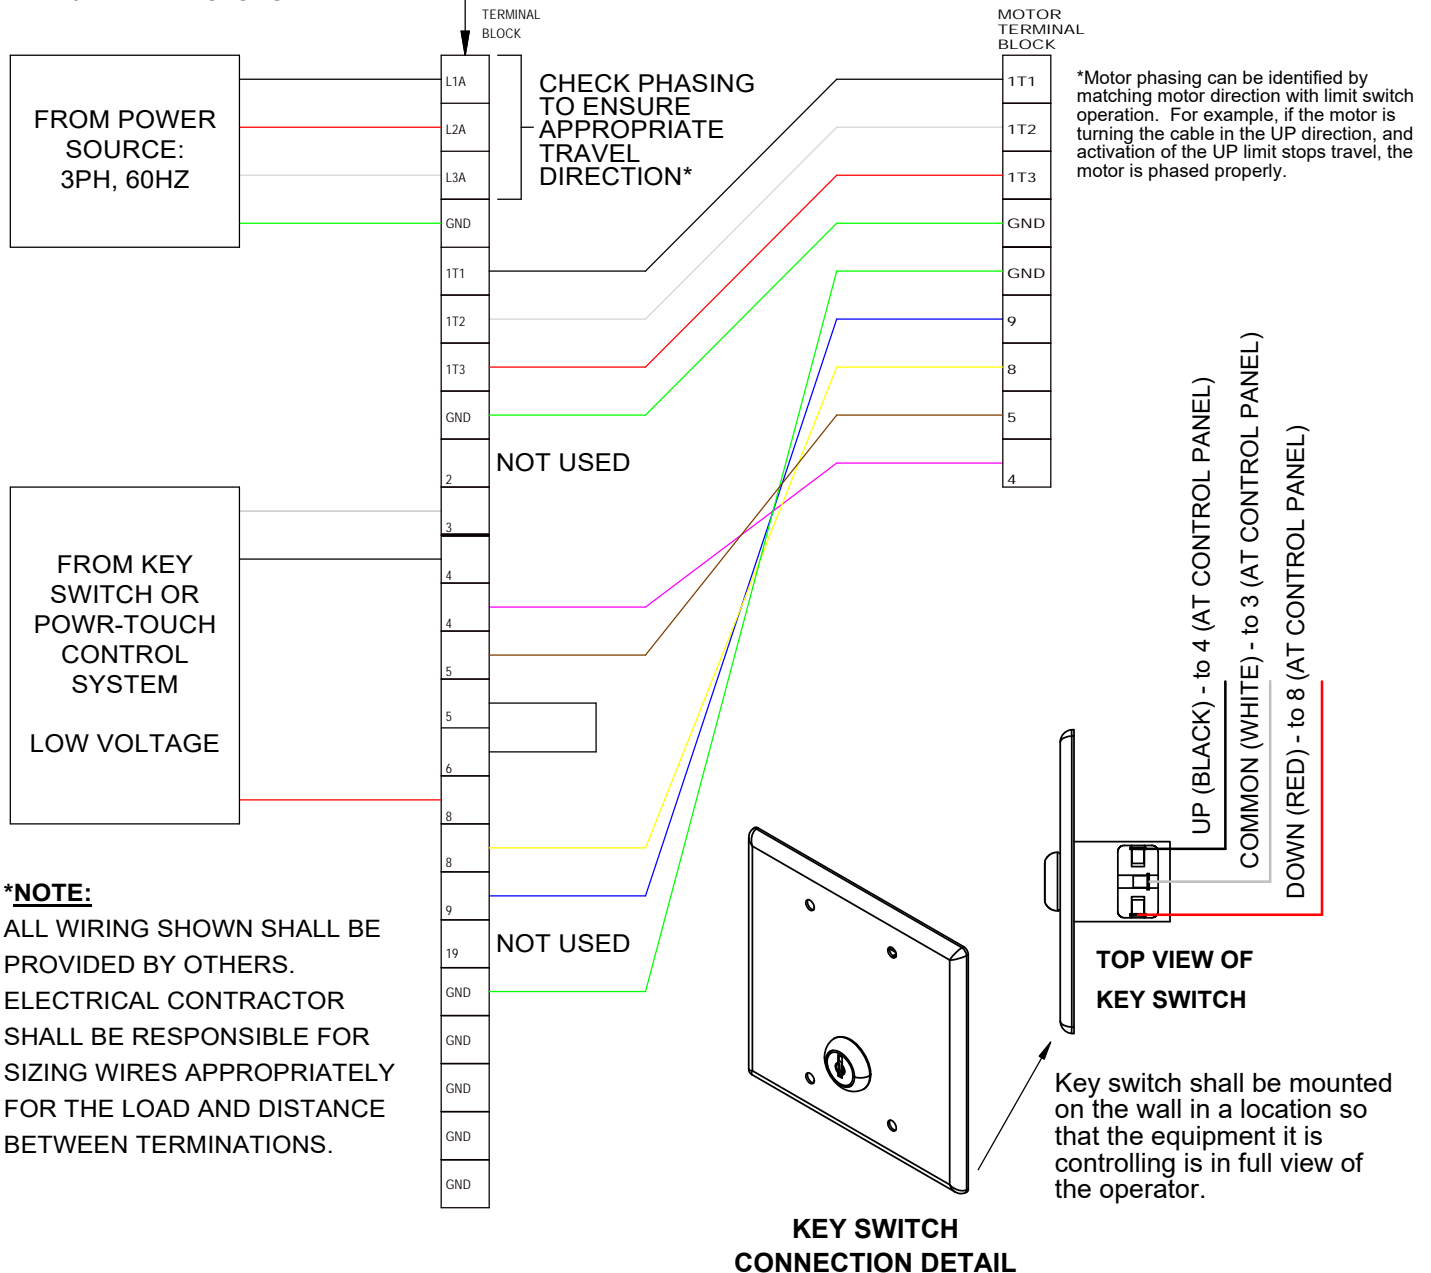 TERMINAL
BLOCK
MOTOR
TERMINAL
BLOCK
FROM POWER
SOURCE:
3PH, 60HZ
L1A
L2A
L3A
GND
1T1
1T2
1T3
GND
2
3
4
4
5
5
6
8
8
9
19
GND
GND
GND
GND
GND
CHECK PHASING
TO ENSURE
APPROPRIATE
TRAVEL
DIRECTION*
NOT USED
NOT USED
1T1
1T2
1T3
GND
GND
9
8
5
4
*Motor phasing can be identified by
matching motor direction with limit switch
operation. For example, if the motor is
turning the cable in the UP direction, and
activation of the UP limit stops travel, the
motor is phased properly.
FROM KEY
SWITCH OR
POWR-TOUCH
CONTROL
SYSTEM
LOW VOLTAGE
UP (BLACK) - to 4 (AT CONTROL PANEL)
COMMON (WHITE) - to 3 (AT CONTROL PANEL)
DOWN (RED) - to 8 (AT CONTROL PANEL)
*NOTE:
ALL WIRING SHOWN SHALL BE
PROVIDED BY OTHERS.
ELECTRICAL CONTRACTOR
SHALL BE RESPONSIBLE FOR
SIZING WIRES APPROPRIATELY
FOR THE LOAD AND DISTANCE
BETWEEN TERMINATIONS.
TOP VIEW OF
KEY SWITCH
Key switch shall be mounted
on the wall in a location so
that the equipment it is
controlling is in full view of
the operator.
KEY SWITCH
CONNECTION DETAIL